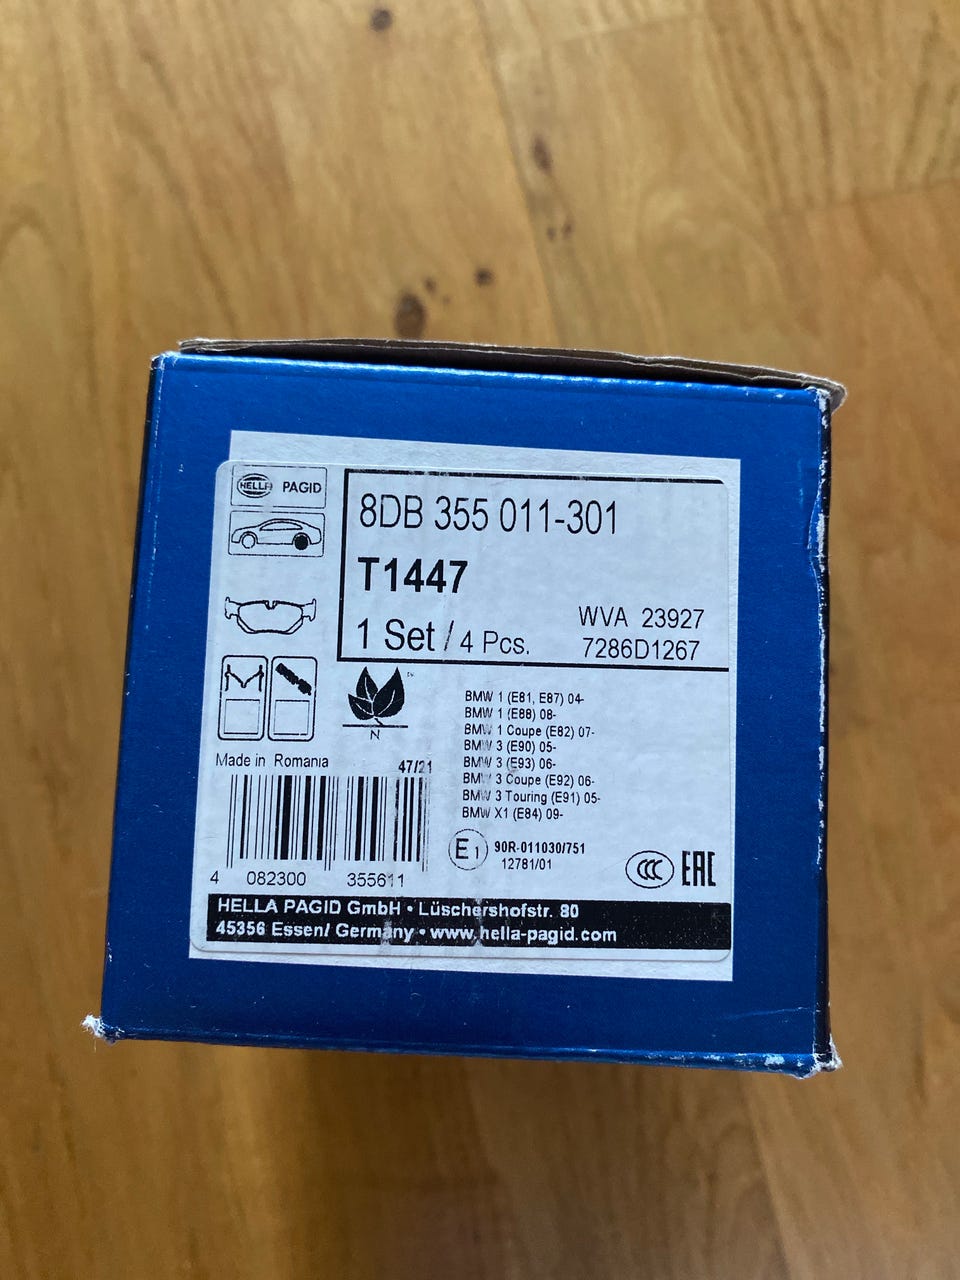 HELLA PAGID
8DB 355 011-301
T1447
1 Set / 4 Pcs.
WVA 23927
7286D1267
N
BMW 1 (E81, E87) 04-
BMW 1 (E88) 08-
BMW 1 Coupe (E82) 07-
BMW 3 (E90) 05-
BMW 3 (E93) 06-
BMW 3 Coupe (E92) 06-
BMW 3 Touring (E91) 05-
BMW X1 (E84) 09-
Made in Romania
47/21
E1
90R-011030/751
12781/01
CCC
EAC
4 082300 355611
HELLA PAGID GmbH • Lüschershofstr. 80
45356 Essen/ Germany • www.hella-pagid.com